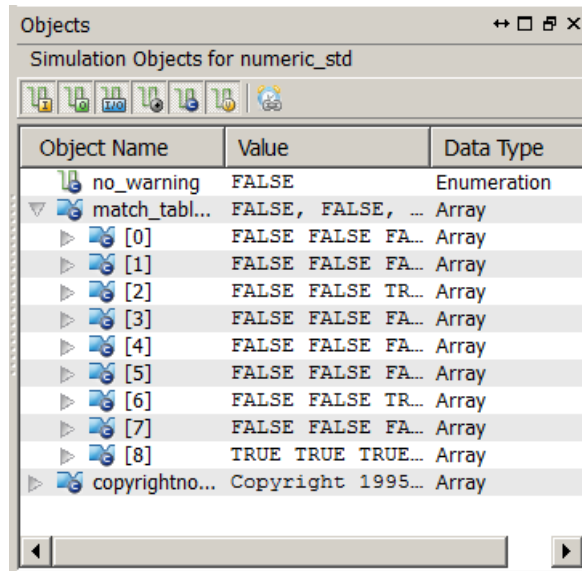 Objects
Simulation Objects for numeric_std
I O I/O C V
Object Name Value Data Type
no_warning FALSE Enumeration
match_tabl... FALSE, FALSE, ... Array
[0] FALSE FALSE FA... Array
[1] FALSE FALSE FA... Array
[2] FALSE FALSE TR... Array
[3] FALSE FALSE FA... Array
[4] FALSE FALSE FA... Array
[5] FALSE FALSE FA... Array
[6] FALSE FALSE TR... Array
[7] FALSE FALSE FA... Array
[8] TRUE TRUE TRUE... Array
copyrightno... Copyright 1995... Array